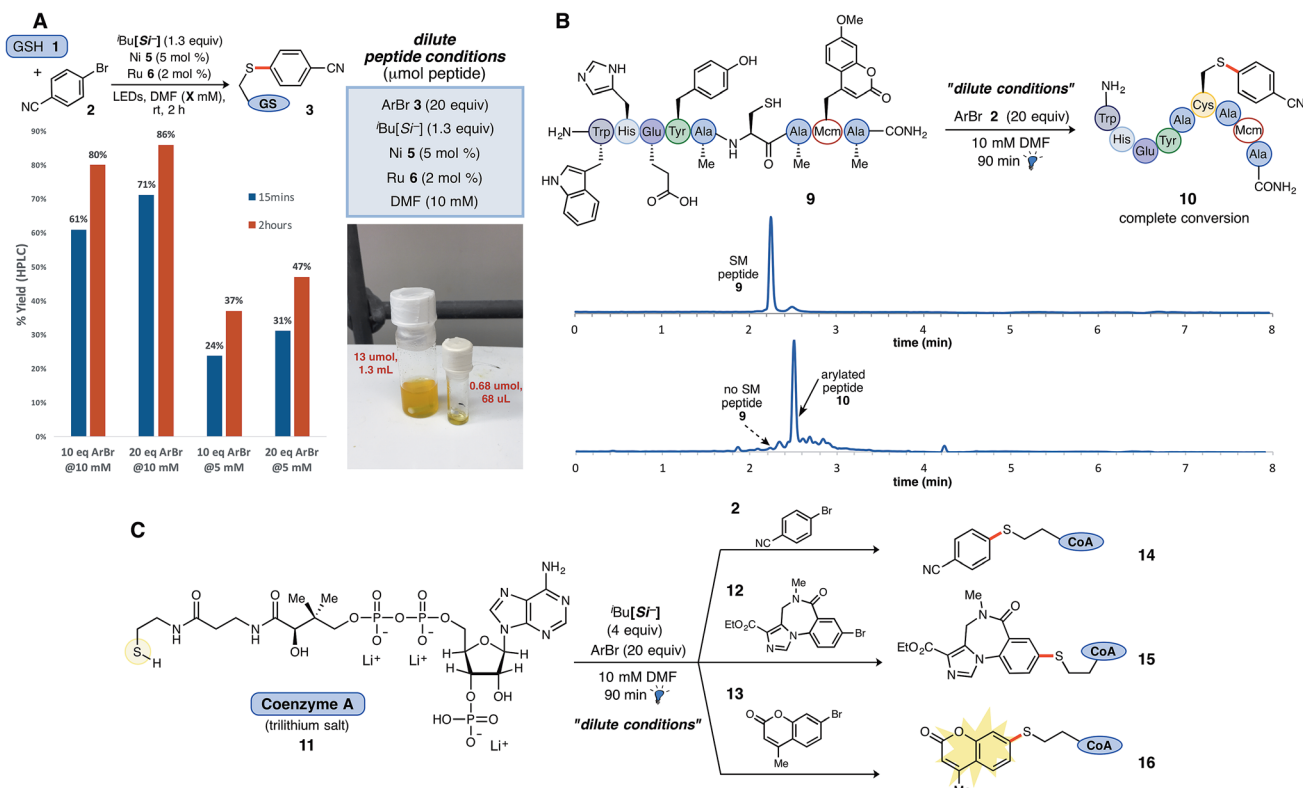 A
GSH 1
+
Br
NC
2
ⁱBu[Si⁻] (1.3 equiv)
Ni 5 (5 mol %)
Ru 6 (2 mol %)
LEDs, DMF (X mM),
rt, 2 h
S
CN
GS
3
% Yield (HPLC)
90%
80%
70%
60%
50%
40%
30%
20%
10%
0%
61%
80%
71%
86%
24%
37%
31%
47%
15mins
2hours
10 eq ArBr
@10 mM
20 eq ArBr
@10 mM
10 eq ArBr
@5 mM
20 eq ArBr
@5 mM
dilute
peptide conditions
(μmol peptide)
ArBr 3 (20 equiv)
ⁱBu[Si⁻] (1.3 equiv)
Ni 5 (5 mol %)
Ru 6 (2 mol %)
DMF (10 mM)
13 umol,
1.3 mL
0.68 umol,
68 uL
B
N
NH
OH
OMe
O
O
SH
H₂N
Trp
His
Glu
Tyr
Ala
N
H
O
Ala
Mcm
Ala
CONH₂
Me
Me
Me
HN
O
OH
9
"dilute conditions"
ArBr 2 (20 equiv)
10 mM DMF
90 min
NH₂
Trp
His
Glu
Tyr
Ala
Cys
Ala
Mcm
Ala
CONH₂
S
CN
10
complete conversion
SM
peptide
9
0 1 2 3 4 5 6 7 8
time (min)
no SM
peptide
9
arylated
peptide
10
0 1 2 3 4 5 6 7 8
time (min)
C
S
H
N
H
O
N
H
O
OH
Me
Me
O
P
O
O⁻
O
P
O
O⁻
O
Li⁺
Li⁺
NH₂
N
N
N
N
O
H
H
H
H
O
OH
HO
P
O
O⁻
Li⁺
Coenzyme A
(trilithium salt)
11
ⁱBu[Si⁻]
(4 equiv)
ArBr (20 equiv)
10 mM DMF
90 min
"dilute conditions"
2
Br
NC
S
CoA
NC
14
12
Me
N
O
EtO₂C
N
N
Br
Me
N
O
EtO₂C
N
N
S
CoA
15
13
O
O
Br
Me
O
O
S
CoA
16